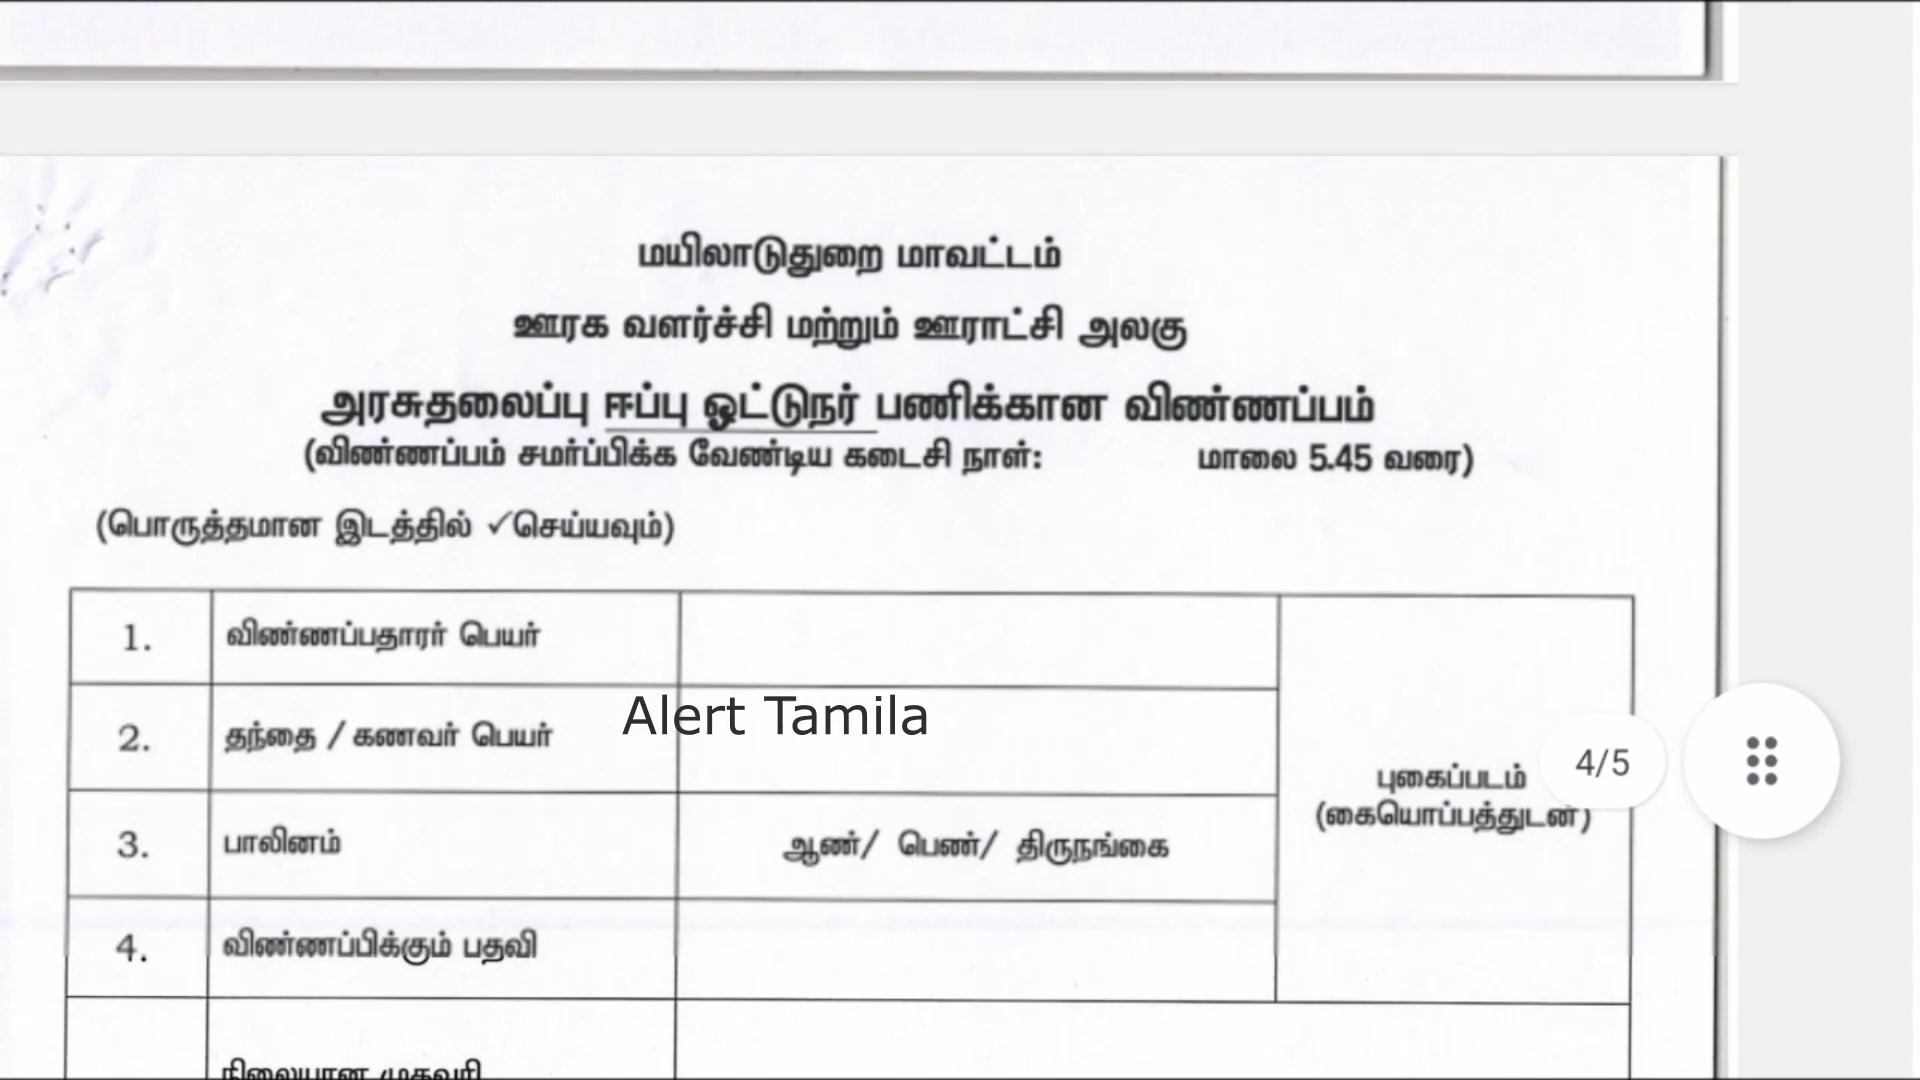 மயிலாடுதுறை மாவட்டம்
ஊரக வளர்ச்சி மற்றும் ஊராட்சி அலகு
அரசுதலைப்பு ஈப்பு ஓட்டுநர் பணிக்கான விண்ணப்பம்
(விண்ணப்பம் சமர்ப்பிக்க வேண்டிய கடைசி நாள்: மாலை 5.45 வரை)
(பொருத்தமான இடத்தில் ✓செய்யவும்)
1. விண்ணப்பதாரர் பெயர்
2. தந்தை / கணவர் பெயர்
Alert Tamila
3. பாலினம் ஆண்/ பெண்/ திருநங்கை
புகைப்படம்
(கையொப்பத்துடன்)
4/5
4. விண்ணப்பிக்கும் பதவி
நிலையான முகவரி